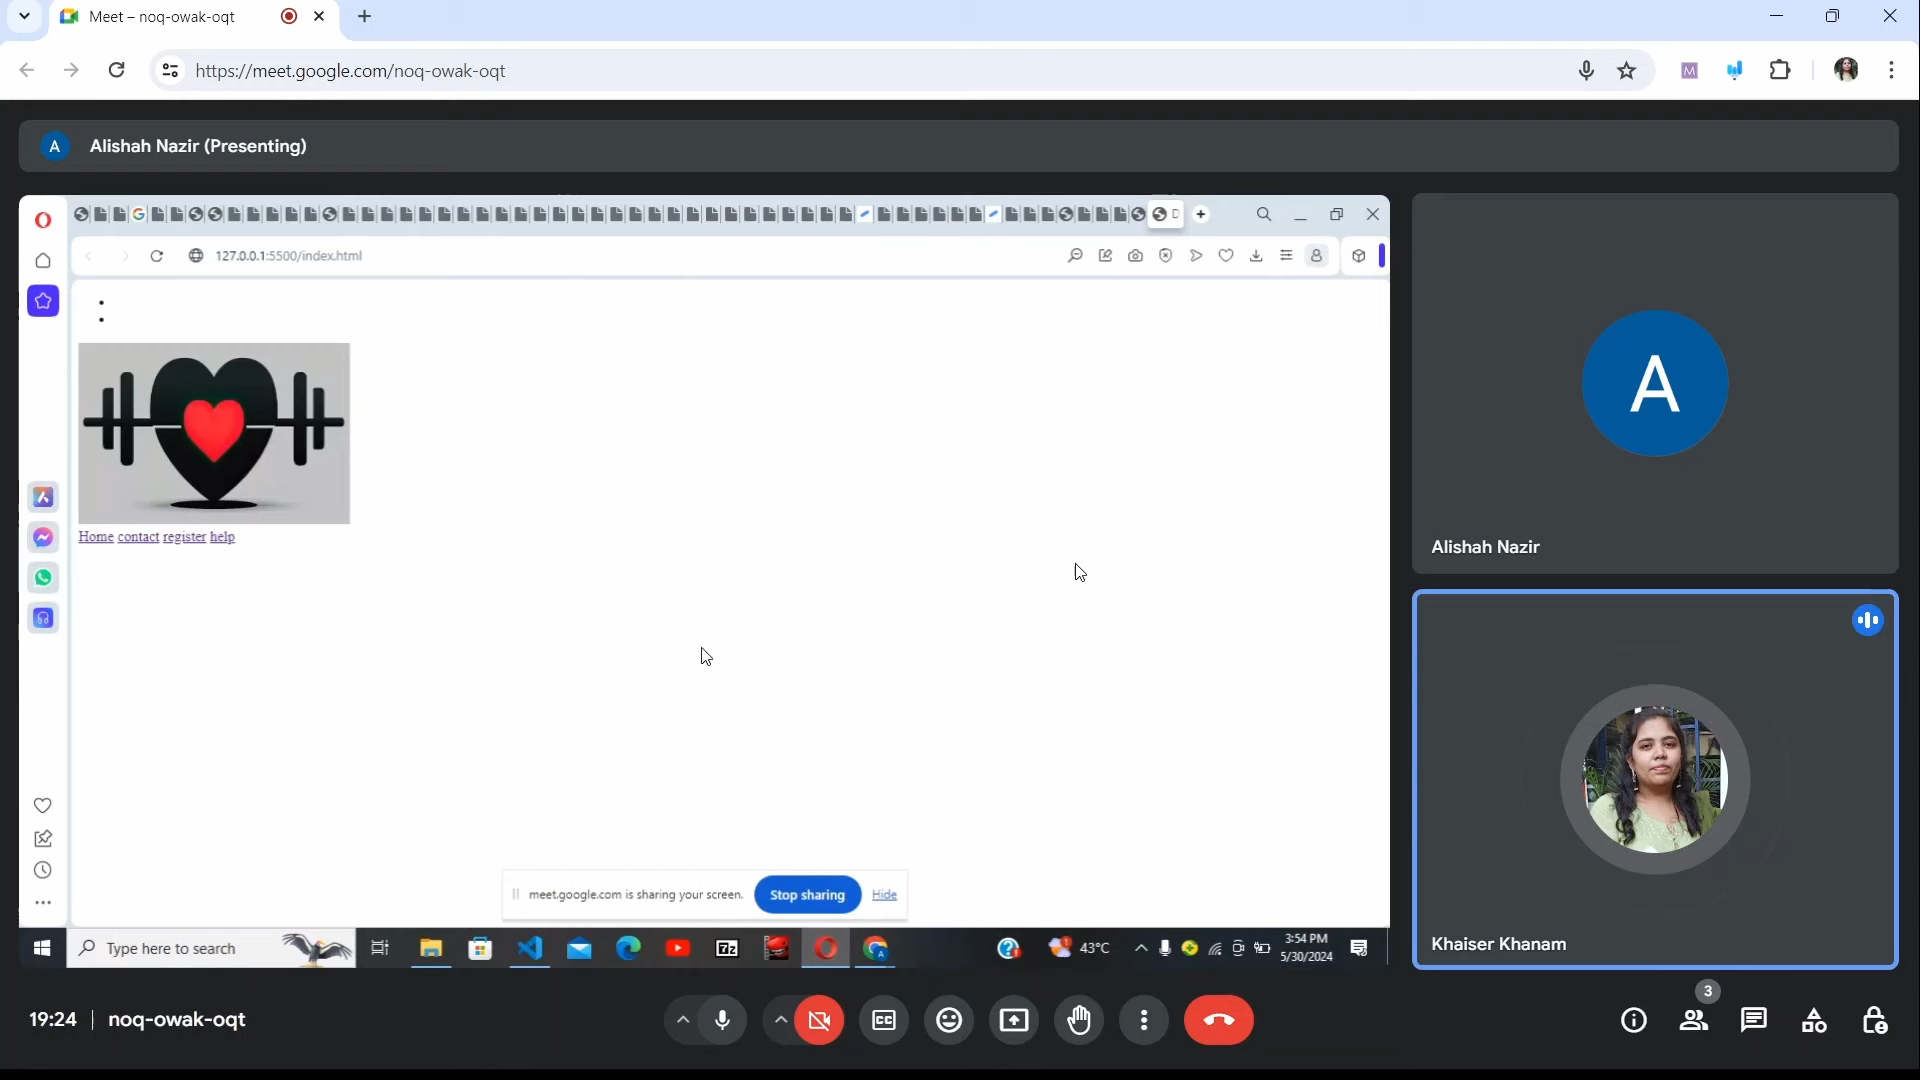 Meet – noq-owak-oqt
https://meet.google.com/noq-owak-oqt
M
A
Alishah Nazir (Presenting)
G
D
127.0.0.1:5500/index.html
Home contact register help
A
Alishah Nazir
Khaiser Khanam
meet.google.com is sharing your screen.
Stop sharing
Hide
Type here to search
7z
43°C
3:54 PM
5/30/2024
19:24
noq-owak-oqt
CC
3